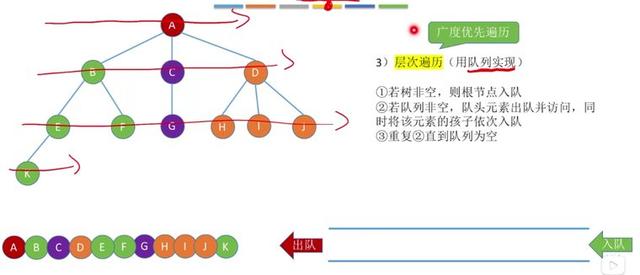 广度优先遍历
A
3）层次遍历（用队列实现）
B C D
①若树非空，则根节点入队
②若队列非空，队头元素出队并访问，同
时将该元素的孩子依次入队
③重复②直到队列为空
E F G H I J
K
A B C D E F G H I J K
出队
入队